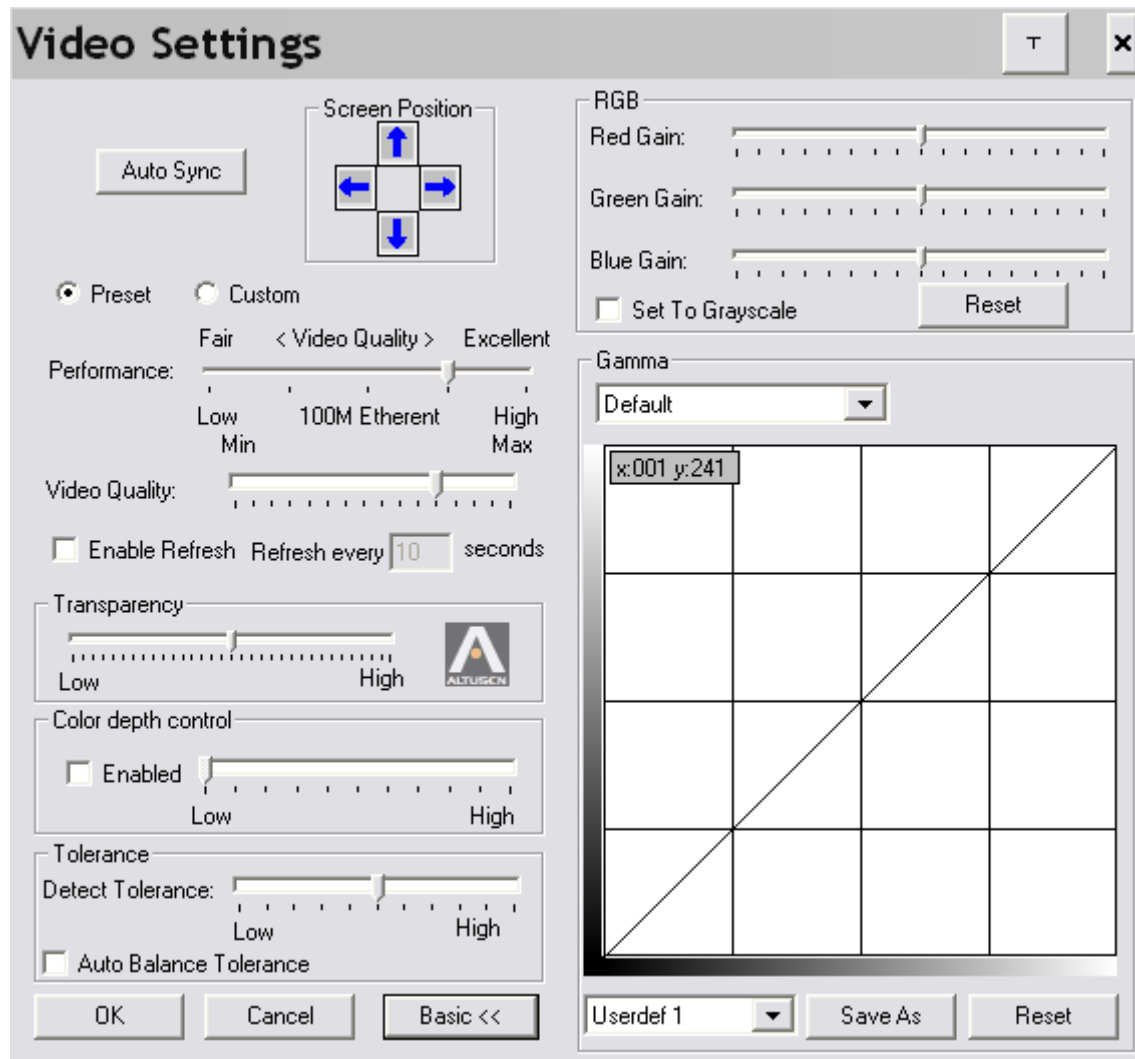 Video Settings
T
×
Auto Sync
Screen Position
Preset
Custom
Fair < Video Quality > Excellent
Performance:
Low 100M Etherent High
Min Max
Video Quality:
Enable Refresh Refresh every 10 seconds
Transparency
Low High
ALTUSEN
Color depth control
Enabled
Low High
Tolerance
Detect Tolerance:
Low High
Auto Balance Tolerance
OK Cancel Basic <<
RGB
Red Gain:
Green Gain:
Blue Gain:
Set To Grayscale Reset
Gamma
Default
x:001 y:241
Userdef 1 Save As Reset